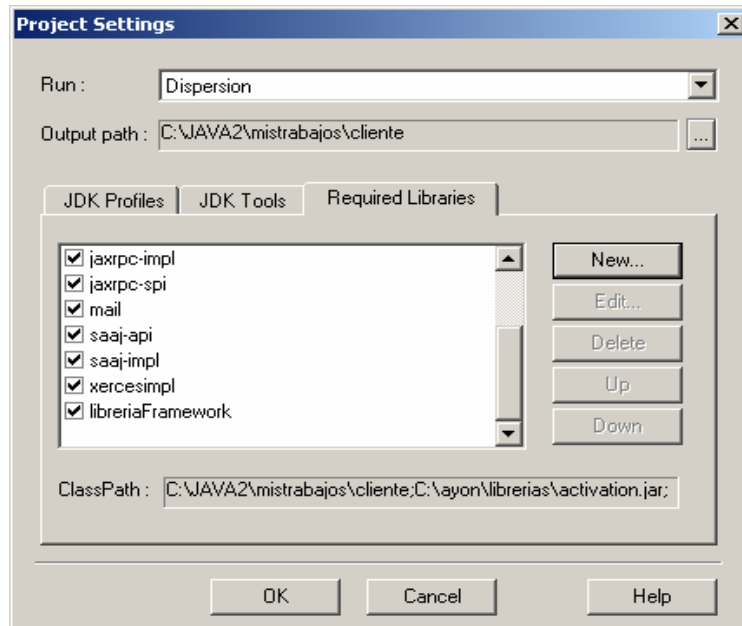 Project Settings
Run : Dispersion
Output path : C:\JAVA2\mistrabajos\cliente ...
JDK Profiles JDK Tools Required Libraries
jaxrpc-impl
jaxrpc-spi
mail
saaj-api
saaj-impl
xercesimpl
libreriaFramework
New...
Edit...
Delete
Up
Down
ClassPath : C:\JAVA2\mistrabajos\cliente;C:\ayon\librerias\activation.jar;
OK Cancel Help